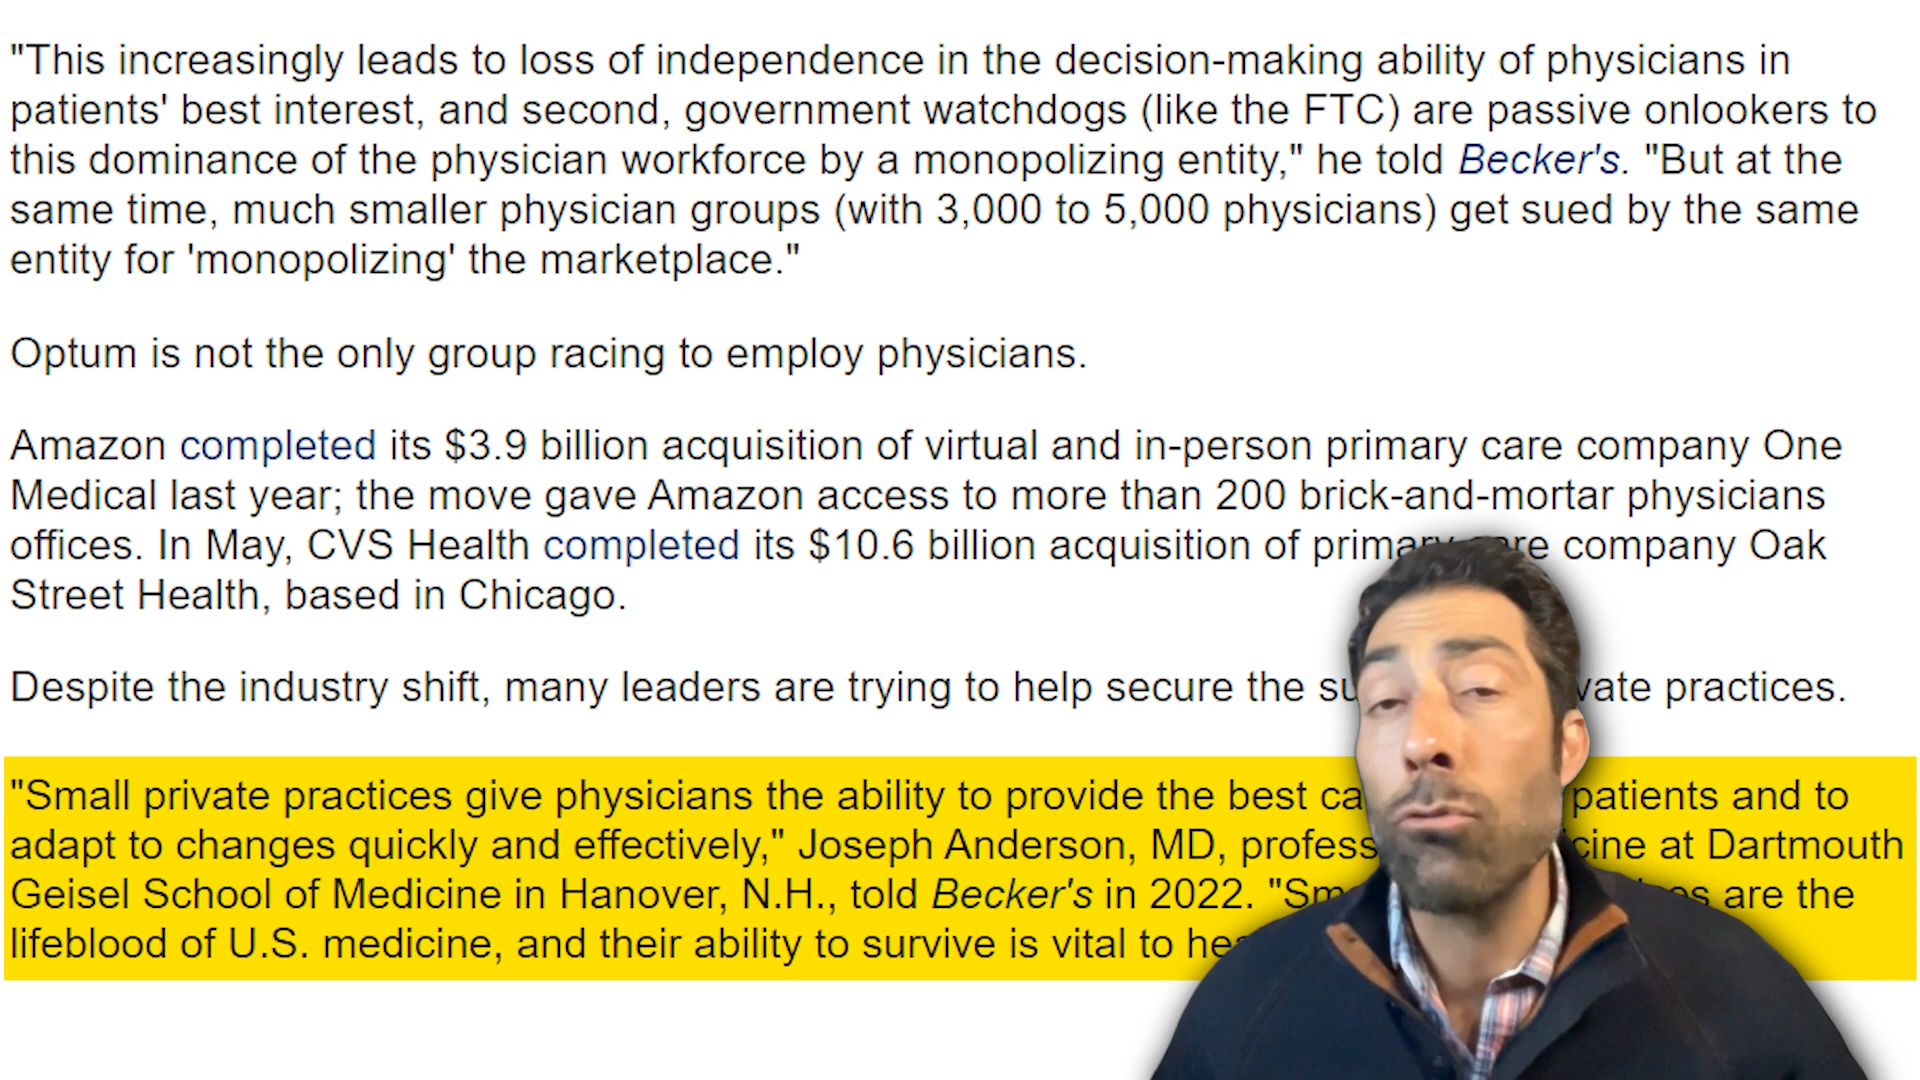 "This increasingly leads to loss of independence in the decision-making ability of physicians in
patients' best interest, and second, government watchdogs (like the FTC) are passive onlookers to
this dominance of the physician workforce by a monopolizing entity," he told Becker's. "But at the
same time, much smaller physician groups (with 3,000 to 5,000 physicians) get sued by the same
entity for 'monopolizing' the marketplace."
Optum is not the only group racing to employ physicians.
Amazon completed its $3.9 billion acquisition of virtual and in-person primary care company One
Medical last year; the move gave Amazon access to more than 200 brick-and-mortar physicians
offices. In May, CVS Health completed its $10.6 billion acquisition of primary care company Oak
Street Health, based in Chicago.
Despite the industry shift, many leaders are trying to help secure the practices.
"Small private practices give physicians the ability to provide the best patients and to
adapt to changes quickly and effectively," Joseph Anderson, MD, at Dartmouth
Geisel School of Medicine in Hanover, N.H., told Becker's in 2022. are the
lifeblood of U.S. medicine, and their ability to survive is vital to